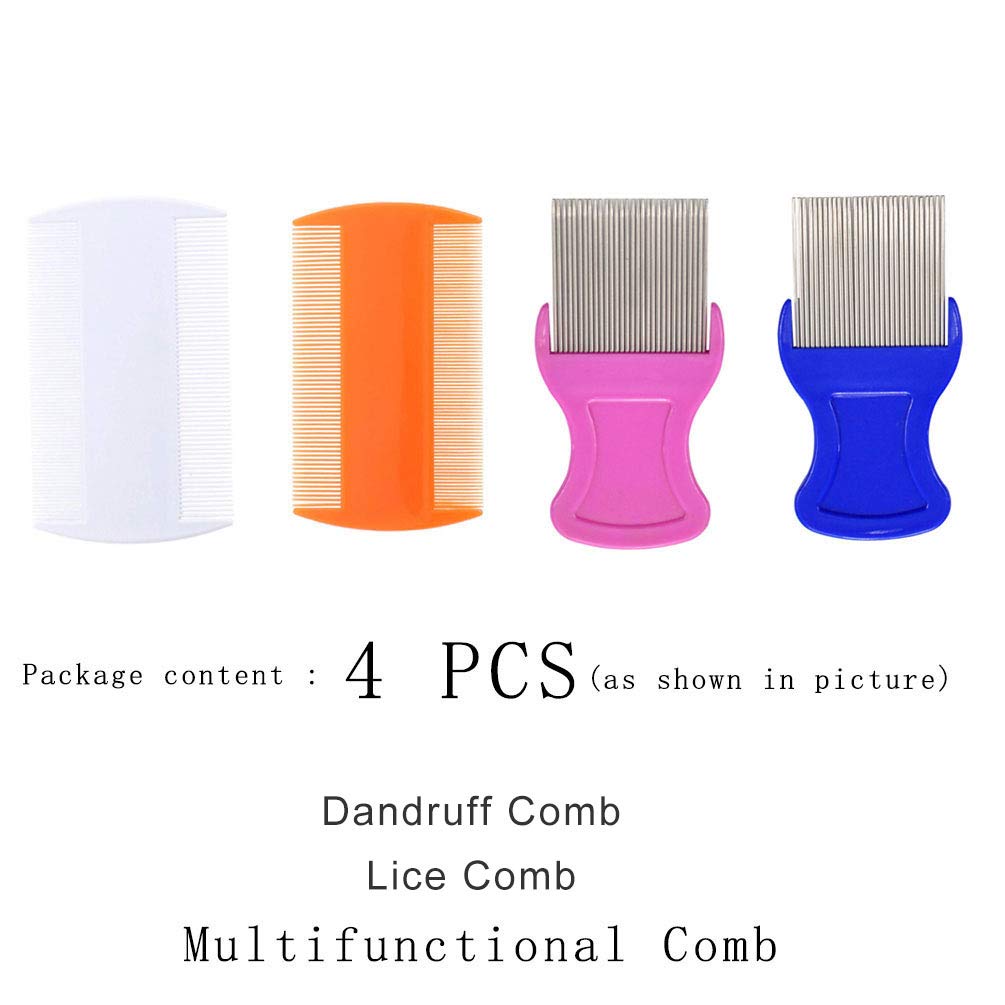 Package content : 4 PCS (as shown in picture)
Dandruff Comb
Lice Comb
Multifunctional Comb